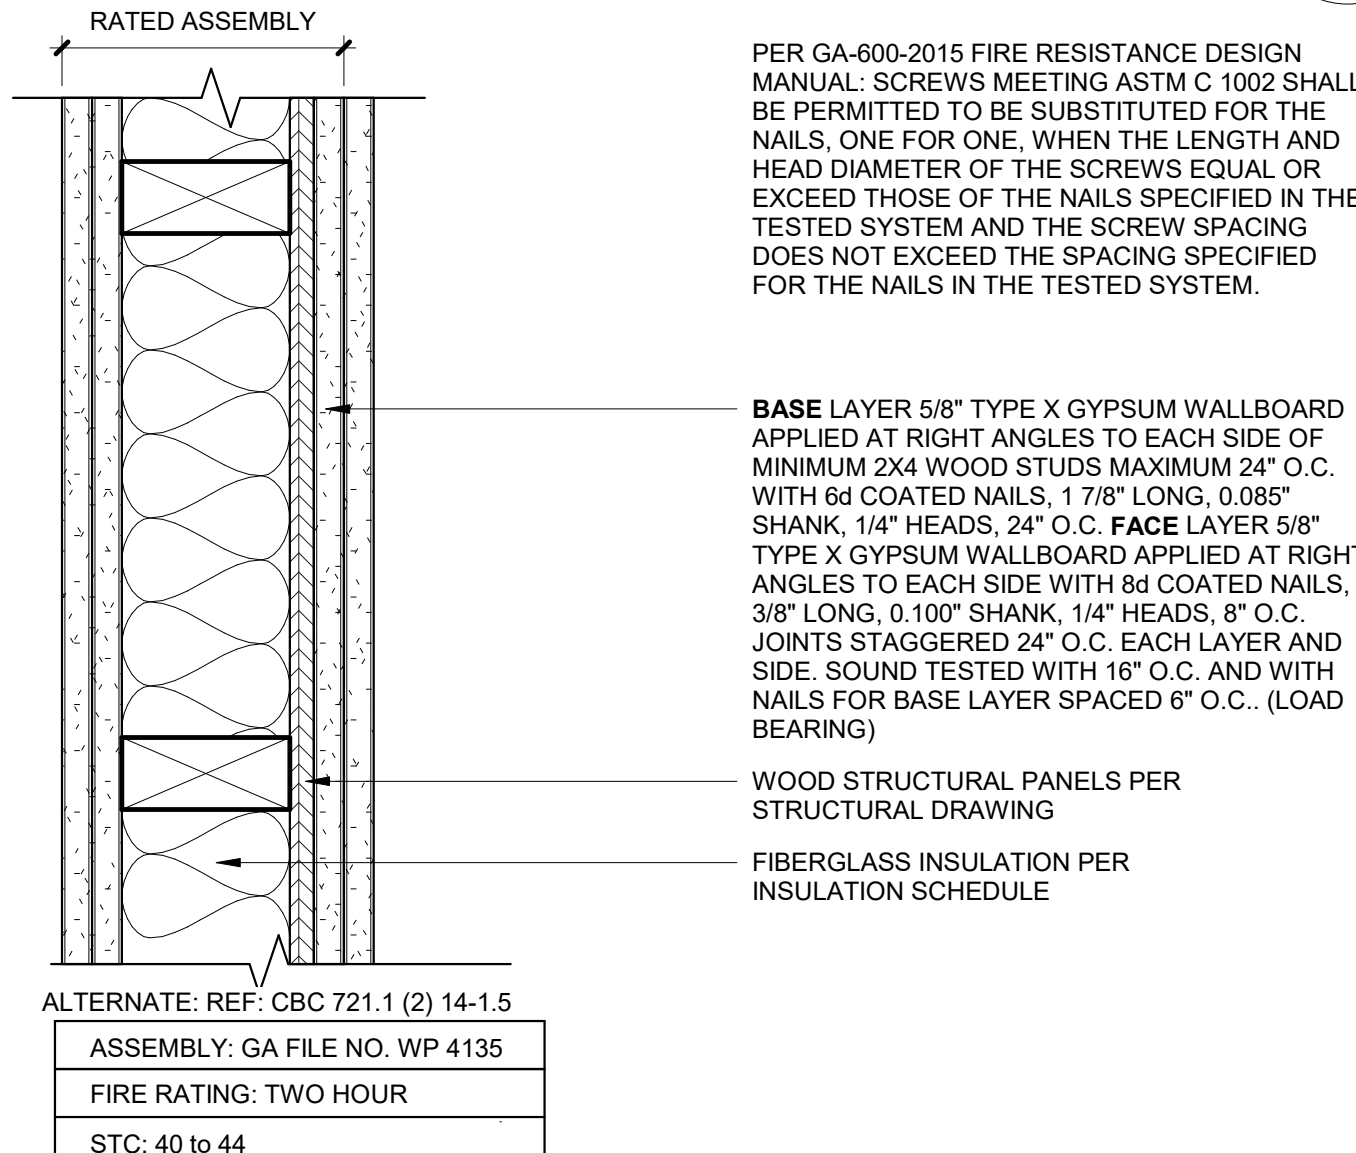 RATED ASSEMBLY
PER GA-600-2015 FIRE RESISTANCE DESIGN
MANUAL: SCREWS MEETING ASTM C 1002 SHALL
BE PERMITTED TO BE SUBSTITUTED FOR THE
NAILS, ONE FOR ONE, WHEN THE LENGTH AND
HEAD DIAMETER OF THE SCREWS EQUAL OR
EXCEED THOSE OF THE NAILS SPECIFIED IN THE
TESTED SYSTEM AND THE SCREW SPACING
DOES NOT EXCEED THE SPACING SPECIFIED
FOR THE NAILS IN THE TESTED SYSTEM.
BASE LAYER 5/8" TYPE X GYPSUM WALLBOARD
APPLIED AT RIGHT ANGLES TO EACH SIDE OF
MINIMUM 2X4 WOOD STUDS MAXIMUM 24" O.C.
WITH 6d COATED NAILS, 1 7/8" LONG, 0.085"
SHANK, 1/4" HEADS, 24" O.C. FACE LAYER 5/8"
TYPE X GYPSUM WALLBOARD APPLIED AT RIGHT
ANGLES TO EACH SIDE WITH 8d COATED NAILS,
3/8" LONG, 0.100" SHANK, 1/4" HEADS, 8" O.C.
JOINTS STAGGERED 24" O.C. EACH LAYER AND
SIDE. SOUND TESTED WITH 16" O.C. AND WITH
NAILS FOR BASE LAYER SPACED 6" O.C.. (LOAD
BEARING)
WOOD STRUCTURAL PANELS PER
STRUCTURAL DRAWING
FIBERGLASS INSULATION PER
INSULATION SCHEDULE
ALTERNATE: REF: CBC 721.1 (2) 14-1.5
ASSEMBLY: GA FILE NO. WP 4135
FIRE RATING: TWO HOUR
STC: 40 to 44